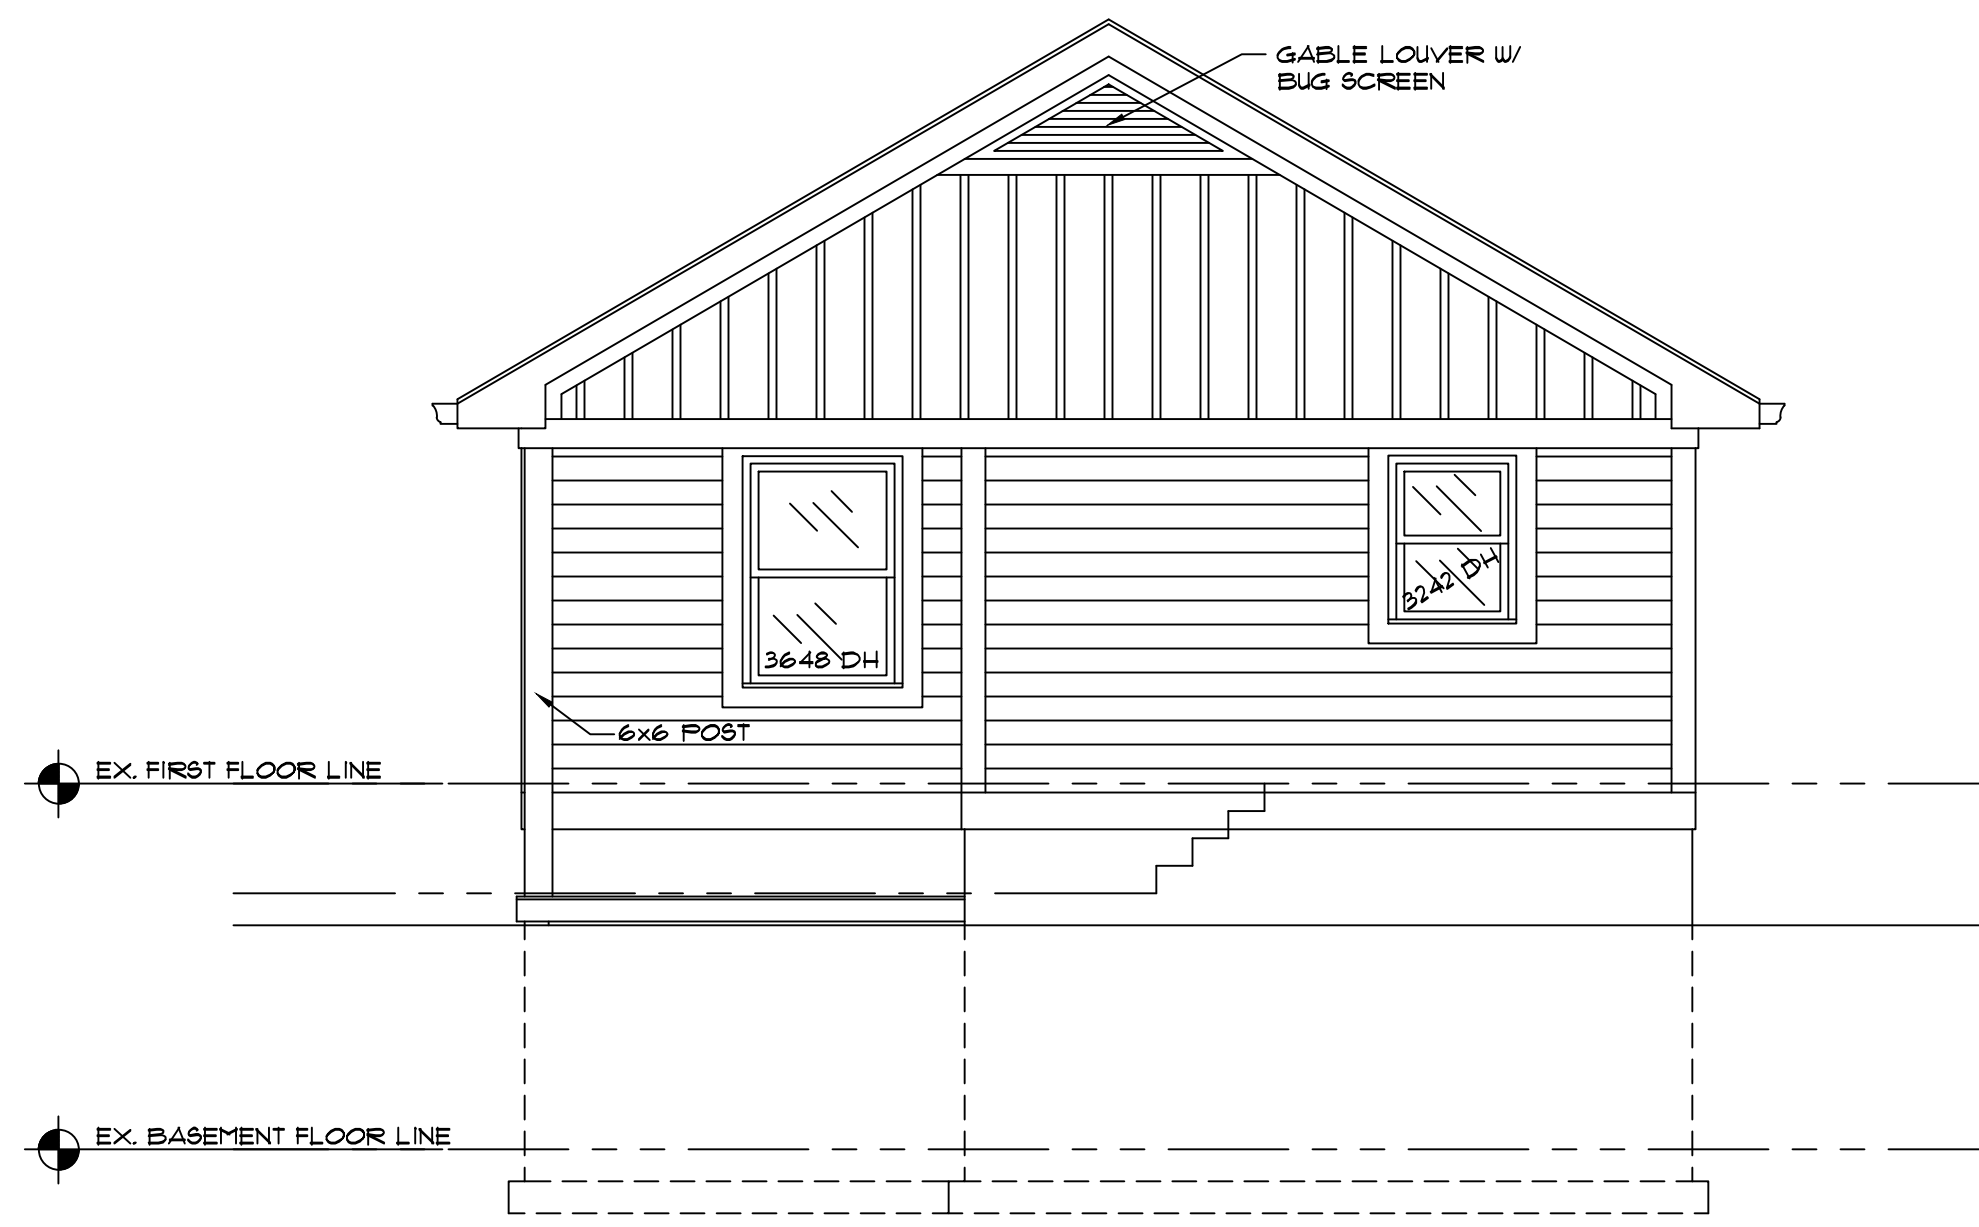 GABLE LOUVER W/
BUG SCREEN
3242 DH
3648 DH
6x6 POST
EX. FIRST FLOOR LINE
EX. BASEMENT FLOOR LINE